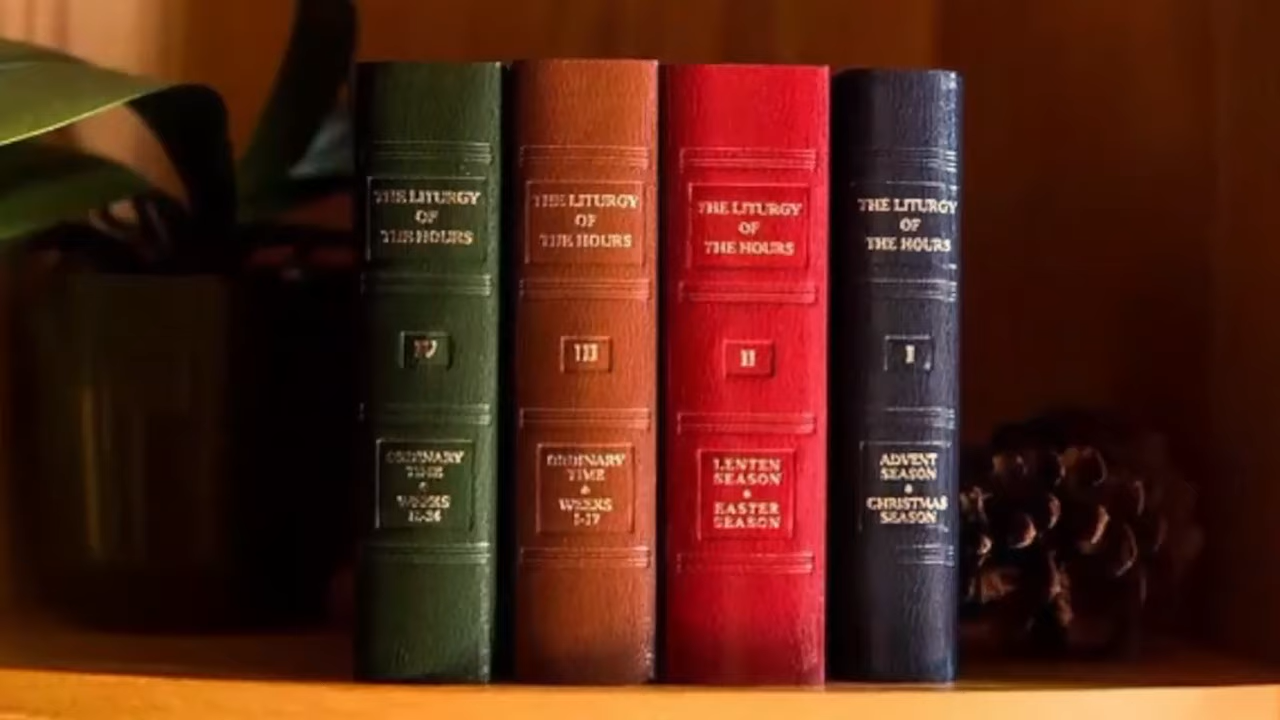 THE LITURGY
OF
THE HOURS
IV
ORDINARY
TIME
WEEKS
18-34
THE LITURGY
OF
THE HOURS
III
ORDINARY
TIME
WEEKS
1-17
THE LITURGY
OF
THE HOURS
II
LENTEN
SEASON
EASTER
SEASON
THE LITURGY
OF
THE HOURS
I
ADVENT
SEASON
CHRISTMAS
SEASON